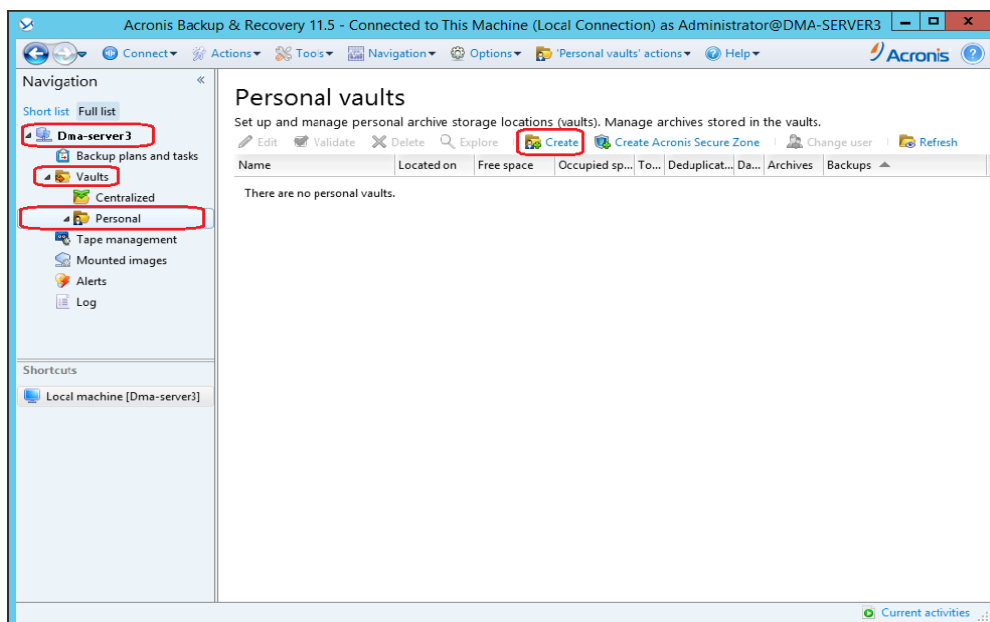 Acronis Backup & Recovery 11.5 - Connected to This Machine (Local Connection) as Administrator@DMA-SERVER3
Connect Actions Tools Navigation Options 'Personal vaults' actions Help Acronis
Navigation
Short list Full list
Dma-server3
Backup plans and tasks
Vaults
Centralized
Personal
Tape management
Mounted images
Alerts
Log
Shortcuts
Local machine [Dma-server3]
Personal vaults
Set up and manage personal archive storage locations (vaults). Manage archives stored in the vaults.
Edit Validate Delete Explore Create Create Acronis Secure Zone Change user Refresh
Name Located on Free space Occupied sp... To... Deduplicat... Da... Archives Backups
There are no personal vaults.
Current activities